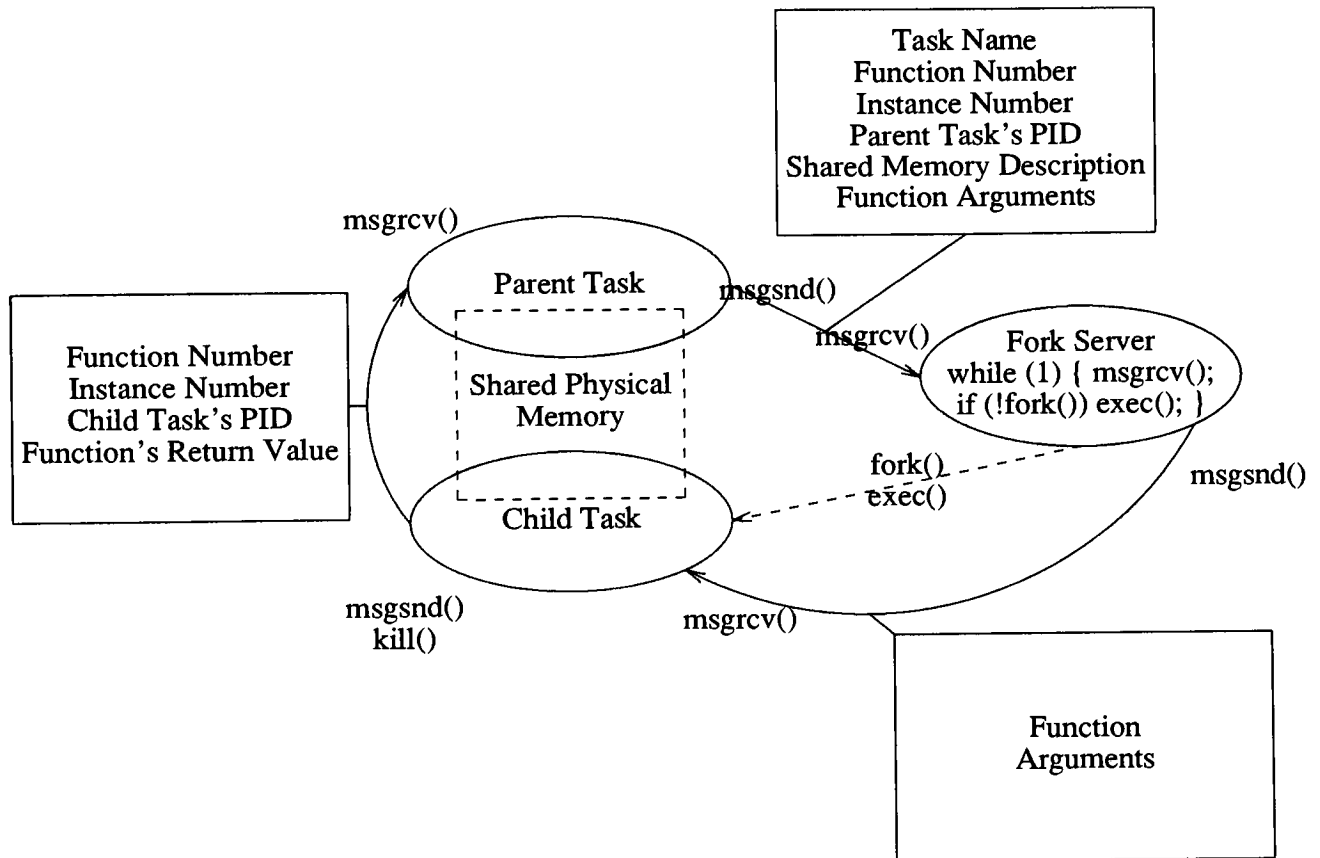 Task Name
Function Number
Instance Number
Parent Task's PID
Shared Memory Description
Function Arguments
msgrcv()
Parent Task
msgsnd()
msgrcv()
Function Number
Instance Number
Child Task's PID
Function's Return Value
Shared Physical
Memory
Fork Server
while (1) { msgrcv();
if (!fork()) exec(); }
fork()
exec()
msgsnd()
Child Task
msgsnd()
kill()
msgrcv()
Function
Arguments